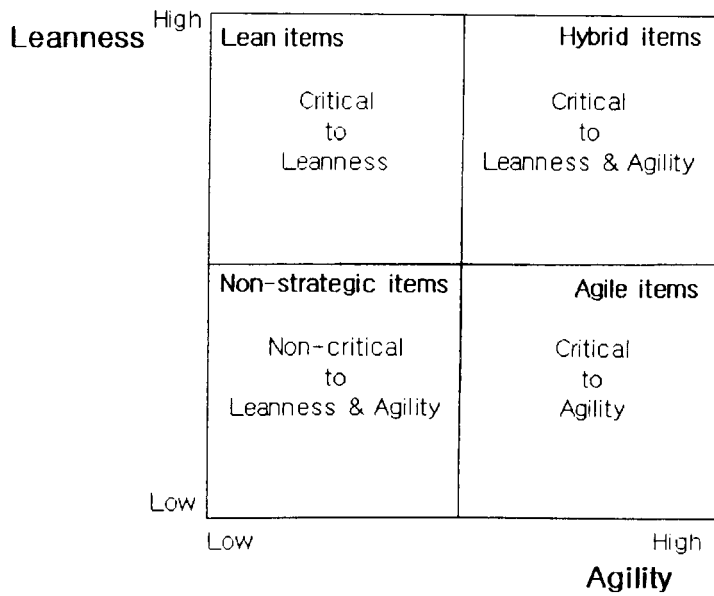 High
Leanness
Lean items
Hybrid items
Critical
to
Leanness
Critical
to
Leanness & Agility
Non-strategic items
Agile items
Non-critical
to
Leanness & Agility
Critical
to
Agility
Low
Low
High
Agility